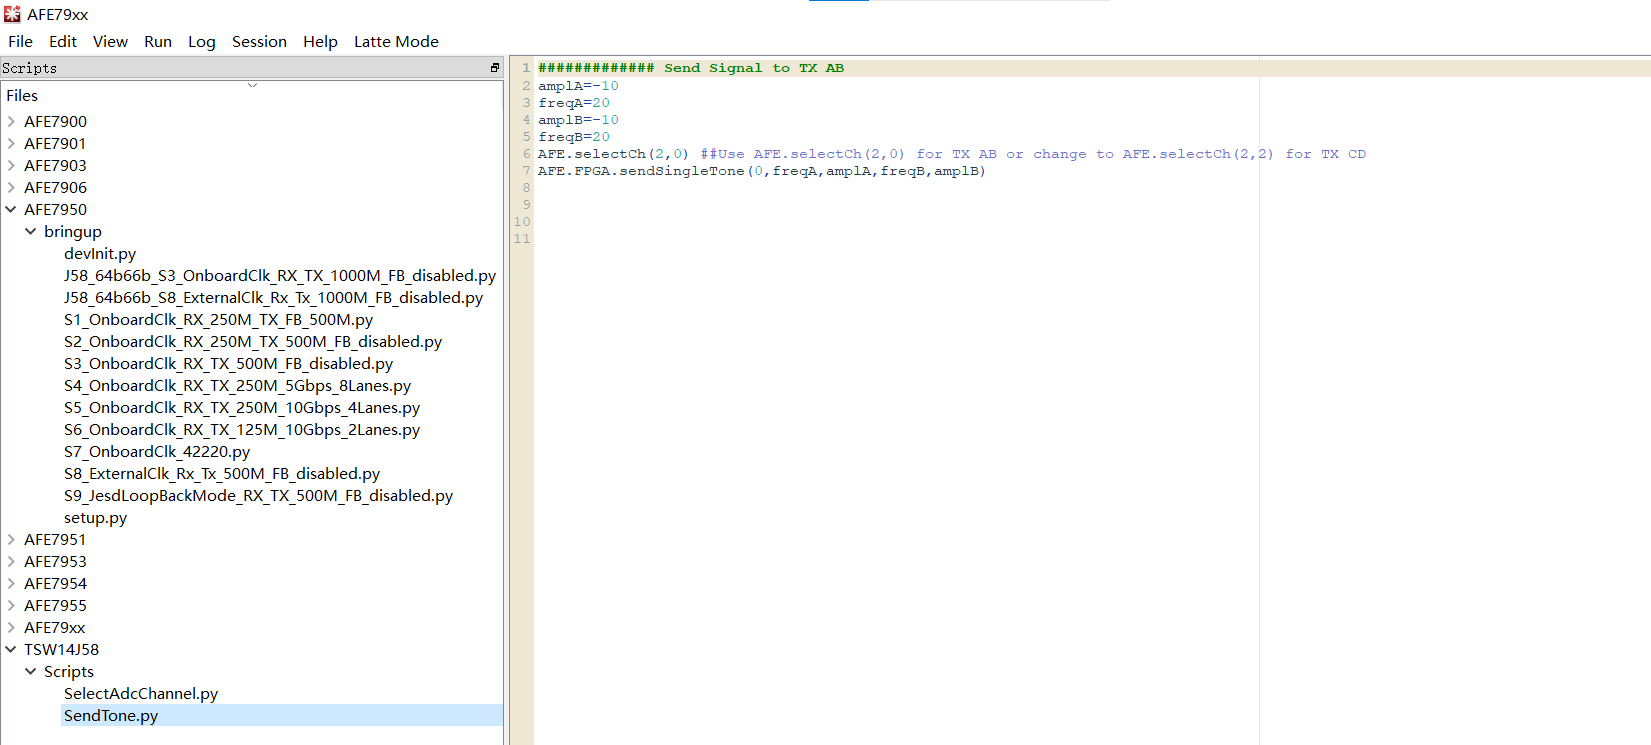 AFE79xx
File Edit View Run Log Session Help Latte Mode
Scripts
Files
AFE7900
AFE7901
AFE7903
AFE7906
AFE7950
bringup
devInit.py
J58_64b66b_S3_OnboardClk_RX_TX_1000M_FB_disabled.py
J58_64b66b_S8_ExternalClk_Rx_Tx_1000M_FB_disabled.py
S1_OnboardClk_RX_250M_TX_FB_500M.py
S2_OnboardClk_RX_250M_TX_500M_FB_disabled.py
S3_OnboardClk_RX_TX_500M_FB_disabled.py
S4_OnboardClk_RX_TX_250M_5Gbps_8Lanes.py
S5_OnboardClk_RX_TX_250M_10Gbps_4Lanes.py
S6_OnboardClk_RX_TX_125M_10Gbps_2Lanes.py
S7_OnboardClk_42220.py
S8_ExternalClk_Rx_Tx_500M_FB_disabled.py
S9_JesdLoopBackMode_RX_TX_500M_FB_disabled.py
setup.py
AFE7951
AFE7953
AFE7954
AFE7955
AFE79xx
TSW14J58
Scripts
SelectAdcChannel.py
SendTone.py
1 ############# Send Signal to TX AB
2 amplA=-10
3 freqA=20
4 amplB=-10
5 freqB=20
6 AFE.selectCh(2,0) ##Use AFE.selectCh(2,0) for TX AB or change to AFE.selectCh(2,2) for TX CD
7 AFE.FPGA.sendSingleTone(0,freqA,amplA,freqB,amplB)
8
9
10
11